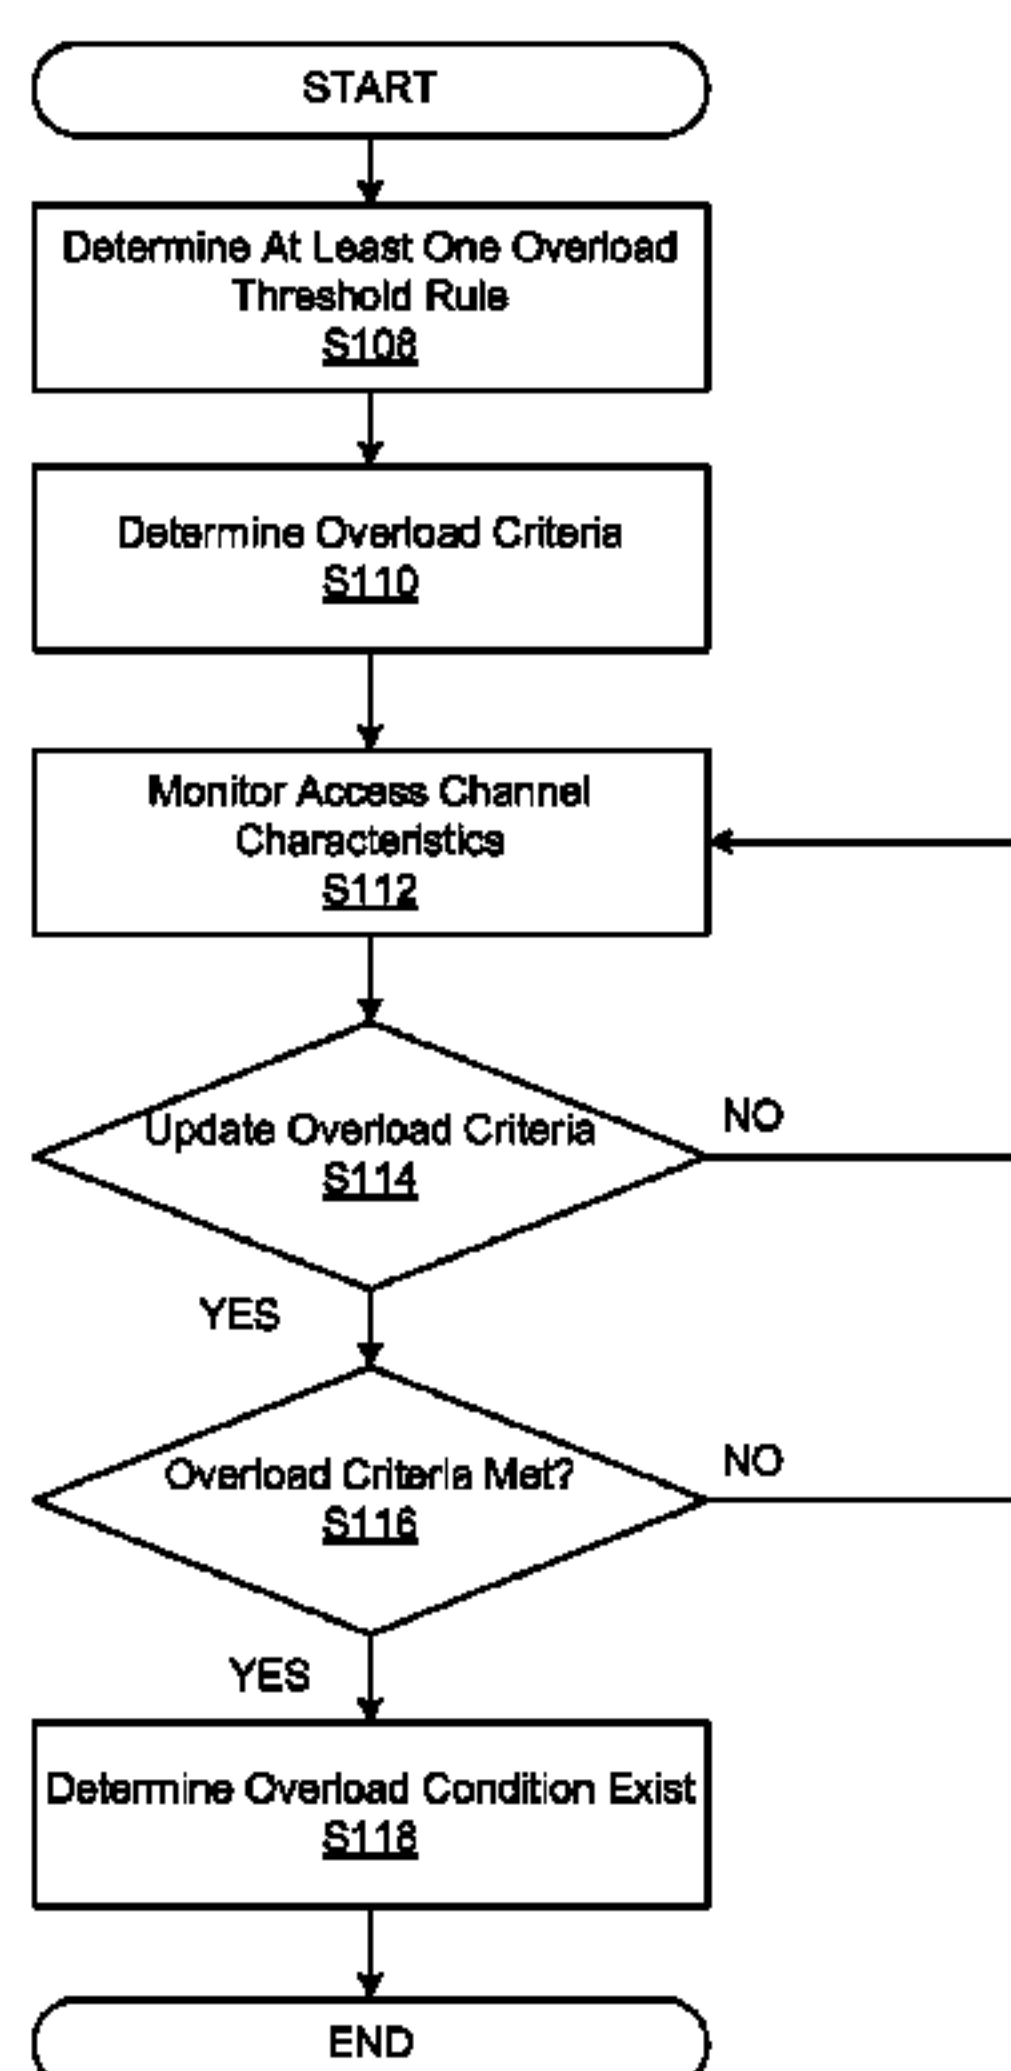 START
Determine At Least One Overload
Threshold Rule
S108
Determine Overload Criteria
S110
Monitor Access Channel
Characteristics
S112
Update Overload Criteria
S114
NO
YES
Overload Criteria Met?
S116
NO
YES
Determine Overload Condition Exist
S118
END